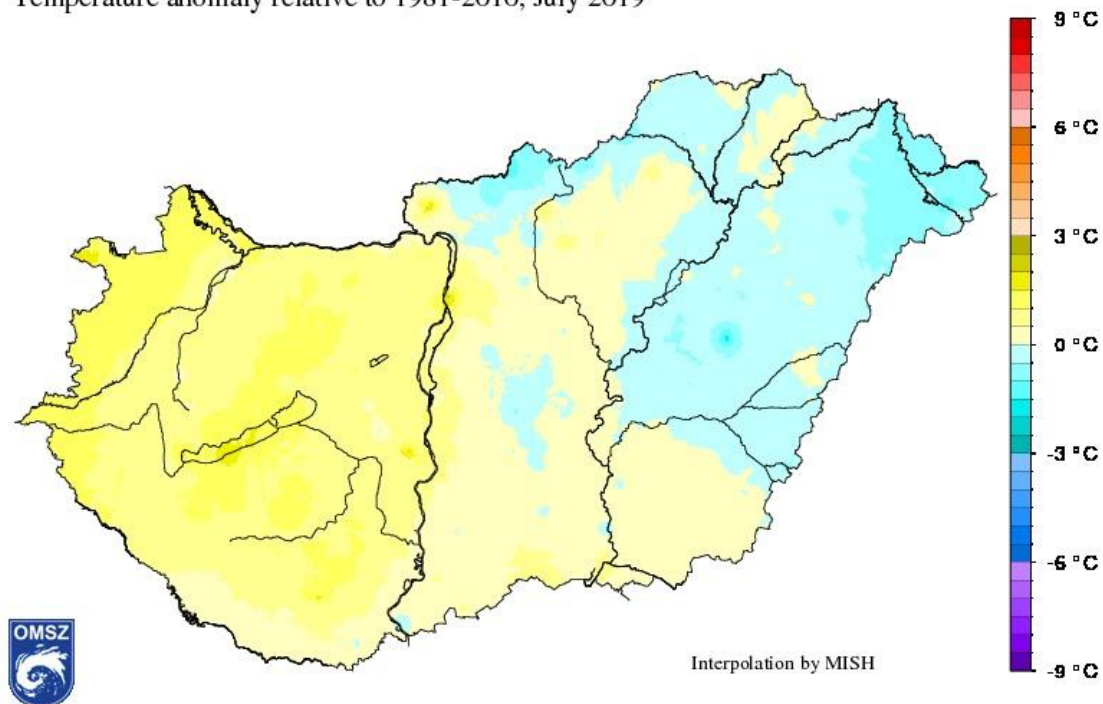 Temperature anomaly relative to 1981-2010, July 2019
9 °C
6 °C
3 °C
0 °C
-3 °C
-6 °C
-9 °C
OMSZ
Interpolation by MISH